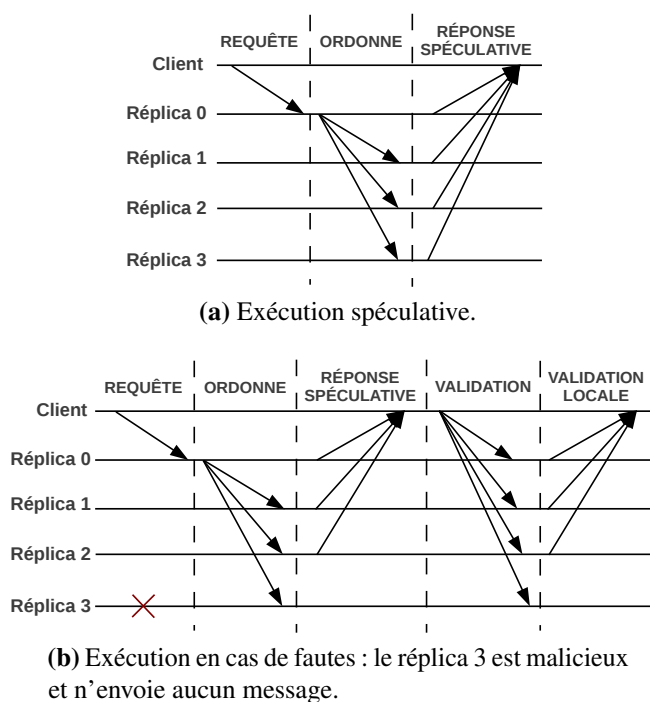 REQUÊTE ORDONNE RÉPONSE SPÉCULATIVE
Client
Réplica 0
Réplica 1
Réplica 2
Réplica 3
(a) Exécution spéculative.
REQUÊTE ORDONNE RÉPONSE SPÉCULATIVE VALIDATION VALIDATION LOCALE
Client
Réplica 0
Réplica 1
Réplica 2
Réplica 3
(b) Exécution en cas de fautes : le réplica 3 est malicieux
et n'envoie aucun message.